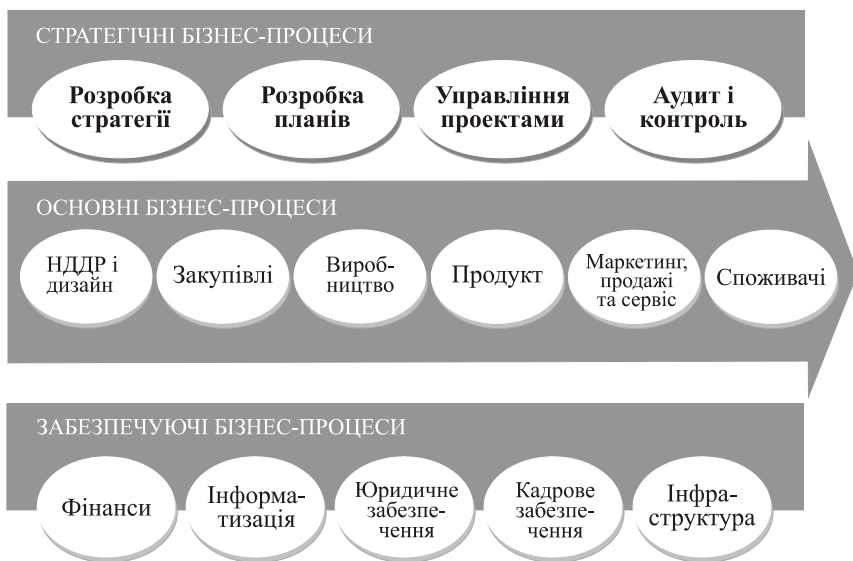 СТРАТЕГІЧНІ БІЗНЕС-ПРОЦЕСИ
Розробка
стратегії
Розробка
планів
Управління
проектами
Аудит і
контроль
ОСНОВНІ БІЗНЕС-ПРОЦЕСИ
НДДР і
дизайн
Закупівлі
Вироб-
ництво
Продукт
Маркетинг,
продажі
та сервіс
Споживачі
ЗАБЕЗПЕЧУЮЧІ БІЗНЕС-ПРОЦЕСИ
Фінанси
Інформа-
тизація
Юридичне
забезпе-
чення
Кадрове
забезпе-
чення
Інфра-
структура